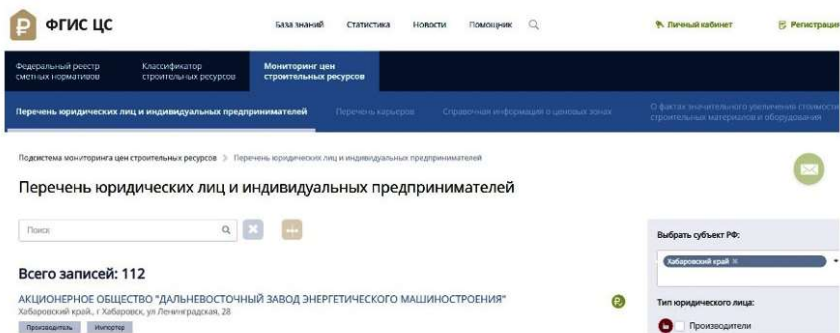 ФГИС ЦС
База знаний Статистика Новости Помощник Личный кабинет Регистрация
Федеральный реестр сметных нормативов
Классификатор строительных ресурсов
Мониторинг цен строительных ресурсов
Перечень юридических лиц и индивидуальных предпринимателей Перечень карьеров Справочная информация о ценовых зонах
О фактах значительного увеличения стоимости строительных материалов и оборудования
Подсистема мониторинга цен строительных ресурсов > Перечень юридических лиц и индивидуальных предпринимателей
Перечень юридических лиц и индивидуальных предпринимателей
Поиск
Выбрать субъект РФ:
Хабаровский край ×
Всего записей: 112
АКЦИОНЕРНОЕ ОБЩЕСТВО "ДАЛЬНЕВОСТОЧНЫЙ ЗАВОД ЭНЕРГЕТИЧЕСКОГО МАШИНОСТРОЕНИЯ"
Хабаровский край., г Хабаровск, ул Ленинградская, 28
Производитель Импортер
Тип юридического лица:
Производители